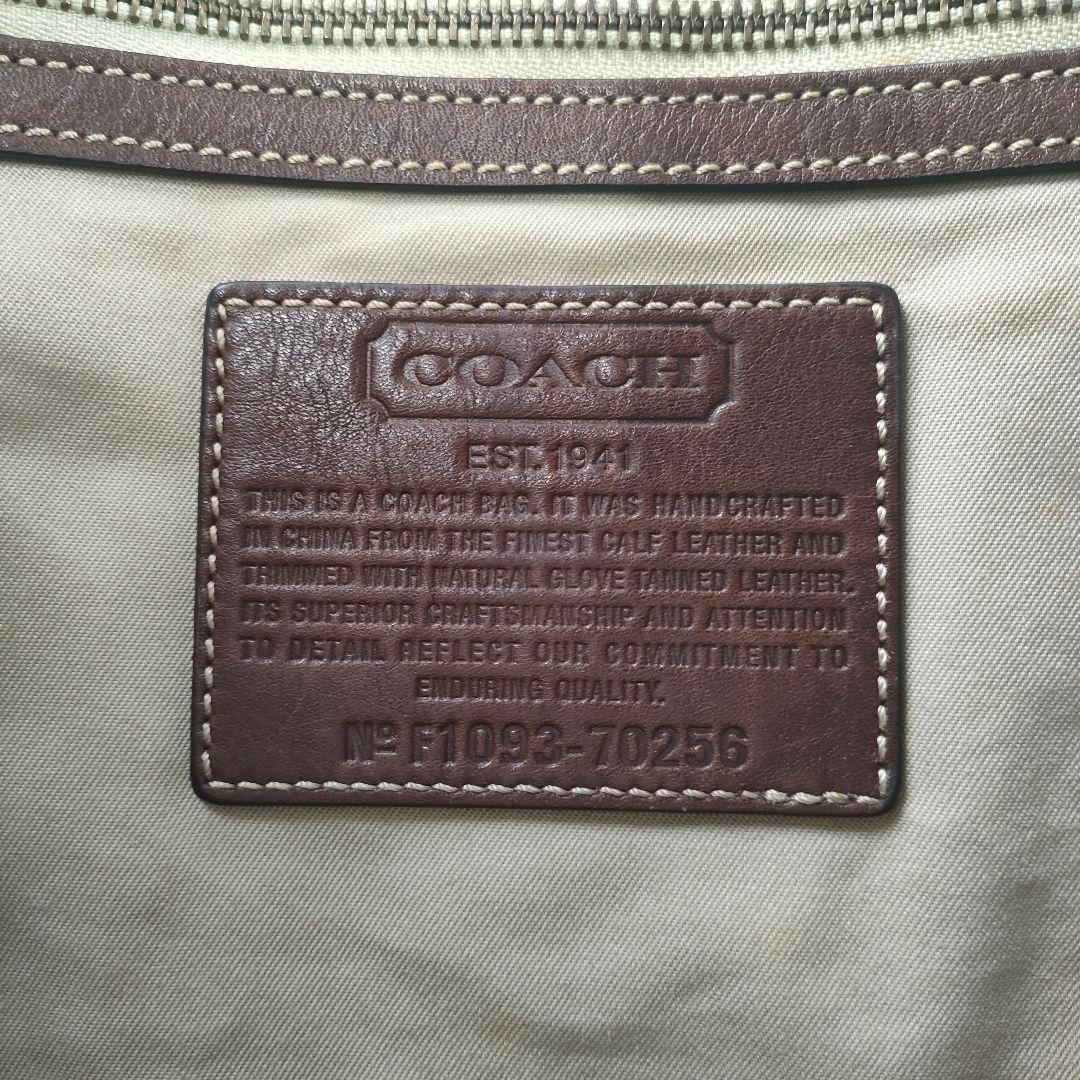 COACH
EST. 1941
THIS IS A COACH BAG. IT WAS HANDCRAFTED
IN CHINA FROM THE FINEST CALF LEATHER AND
TRIMMED WITH NATURAL GLOVE TANNED LEATHER.
ITS SUPERIOR CRAFTSMANSHIP AND ATTENTION
TO DETAIL REFLECT OUR COMMITMENT TO
ENDURING QUALITY.
Nº F1093-70256